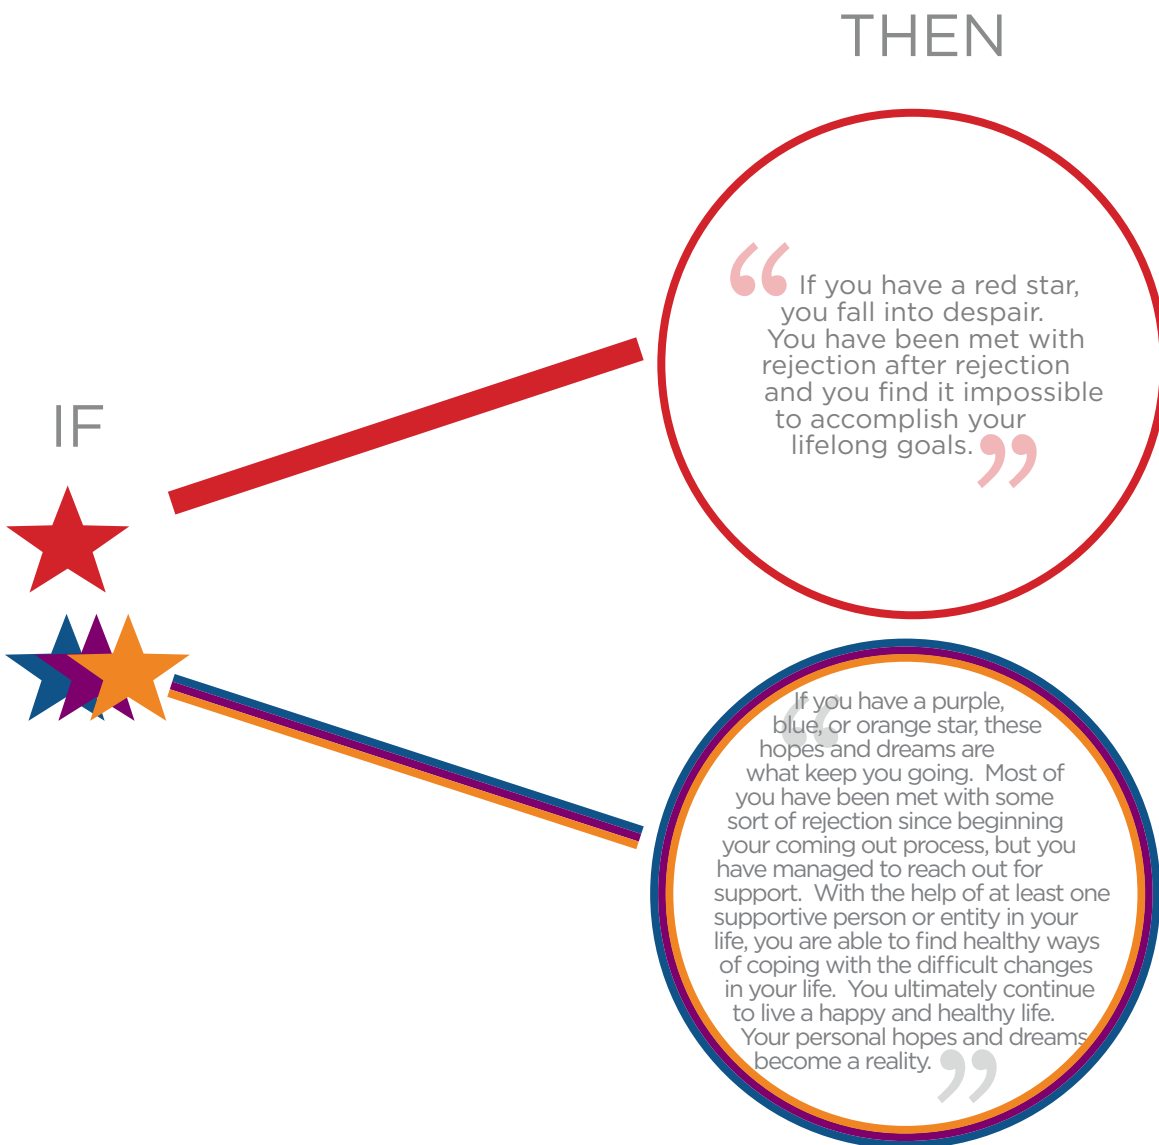 THEN
IF
“ If you have a red star,
you fall into despair.
You have been met with
rejection after rejection
and you find it impossible
to accomplish your
lifelong goals. ”
“ If you have a purple,
blue, or orange star, these
hopes and dreams are
what keep you going. Most of
you have been met with some
sort of rejection since beginning
your coming out process, but you
have managed to reach out for
support. With the help of at least one
supportive person or entity in your
life, you are able to find healthy ways
of coping with the difficult changes
in your life. You ultimately continue
to live a happy and healthy life.
Your personal hopes and dreams
become a reality. ”